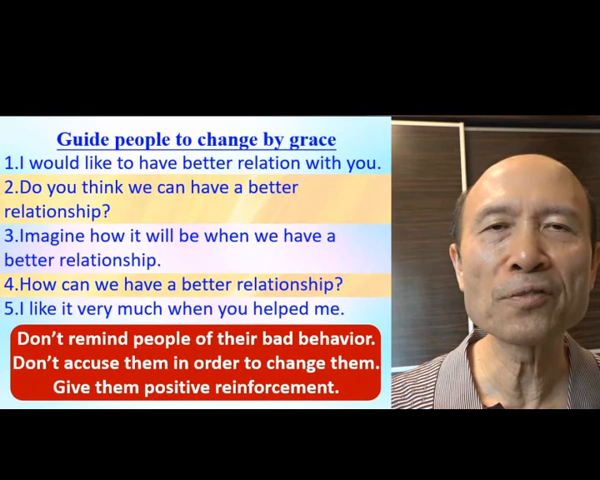 Guide people to change by grace
1.I would like to have better relation with you.
2.Do you think we can have a better
relationship?
3.Imagine how it will be when we have a
better relationship.
4.How can we have a better relationship?
5.I like it very much when you helped me.
Don’t remind people of their bad behavior.
Don’t accuse them in order to change them.
Give them positive reinforcement.